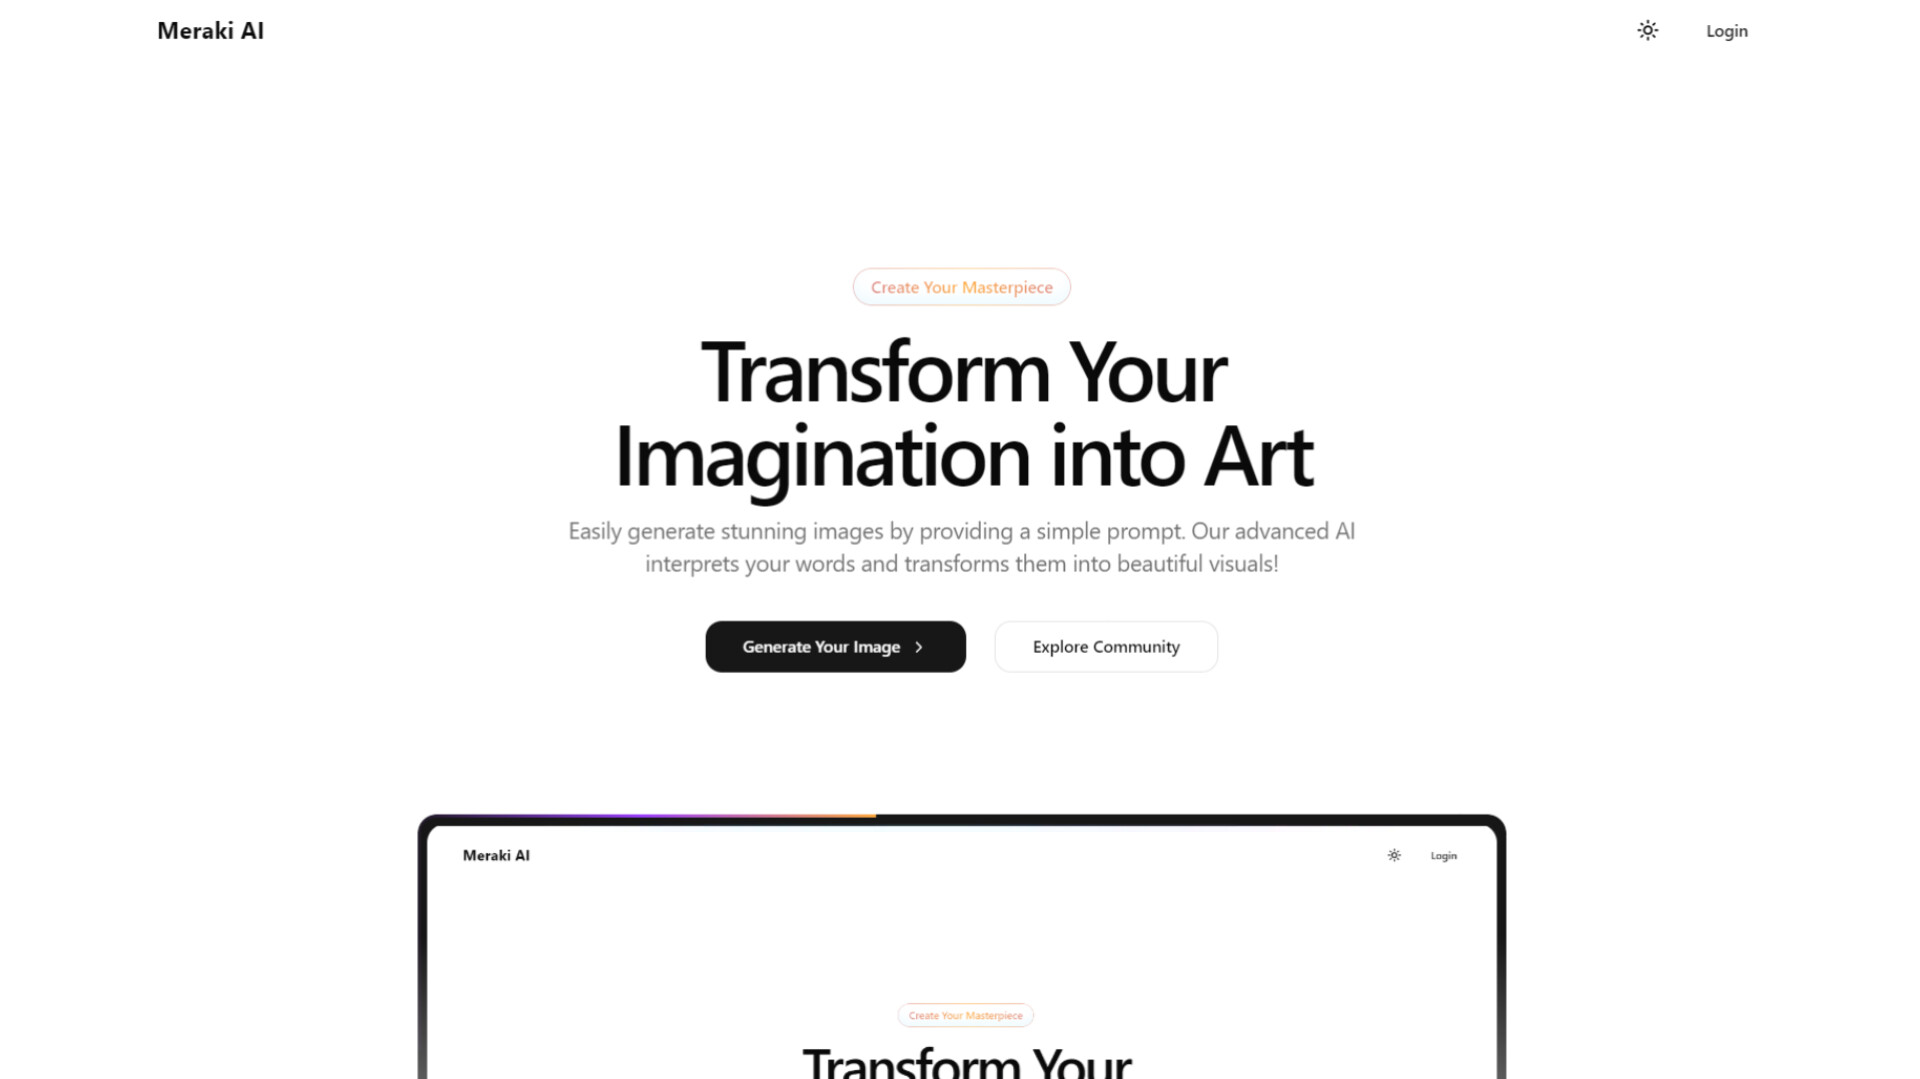 Meraki AI
Login
Create Your Masterpiece
Transform Your
Imagination into Art
Easily generate stunning images by providing a simple prompt. Our advanced AI
interprets your words and transforms them into beautiful visuals!
Generate Your Image
Explore Community
Meraki AI
Login
Create Your Masterpiece
Transform Your